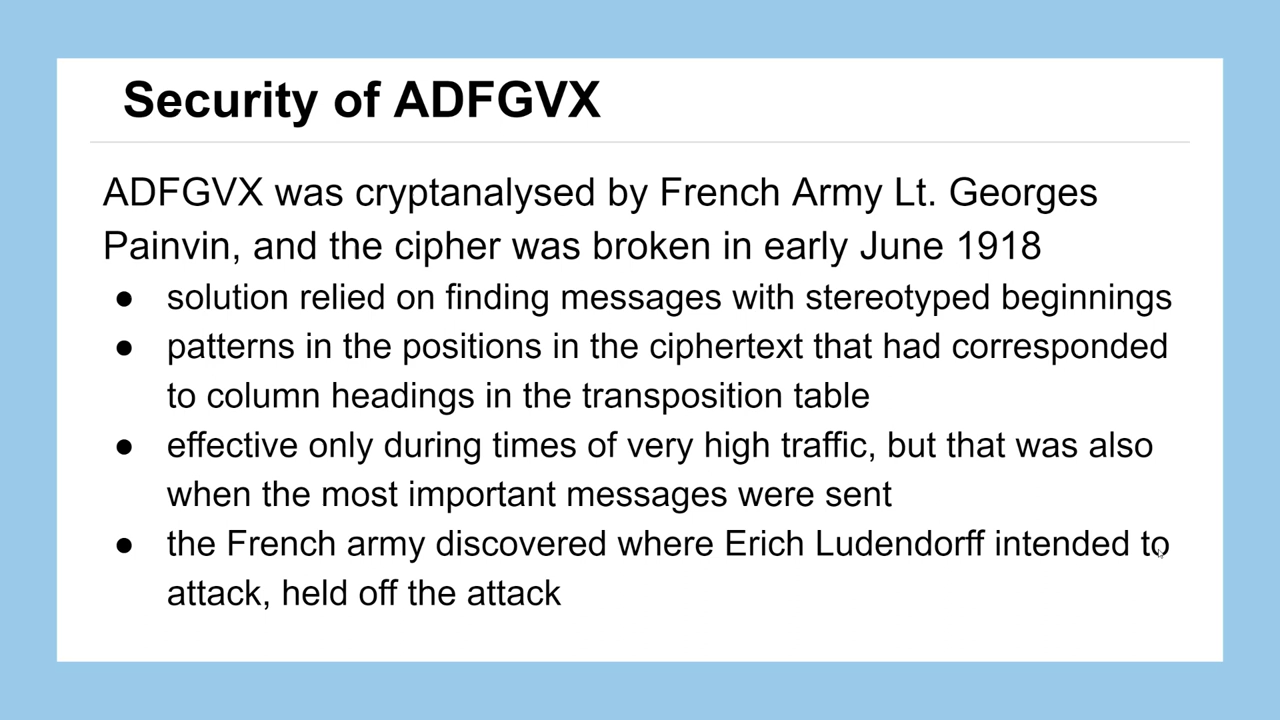 Security of ADFGVX
ADFGVX was cryptanalysed by French Army Lt. Georges
Painvin, and the cipher was broken in early June 1918
● solution relied on finding messages with stereotyped beginnings
● patterns in the positions in the ciphertext that had corresponded
to column headings in the transposition table
● effective only during times of very high traffic, but that was also
when the most important messages were sent
● the French army discovered where Erich Ludendorff intended to
attack, held off the attack